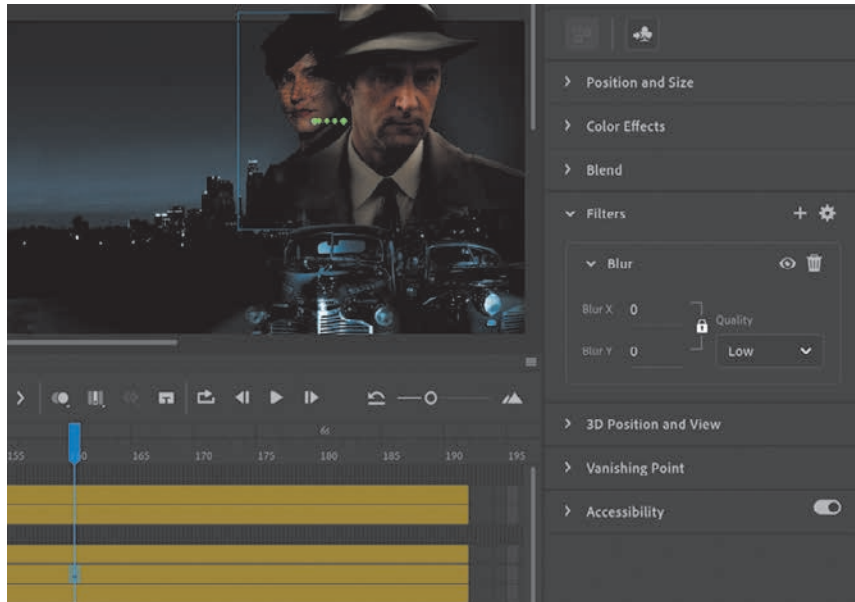 Position and Size
Color Effects
Blend
Filters
Blur
Blur X 0
Quality
Blur Y 0
Low
3D Position and View
Vanishing Point
Accessibility
6s
155 160 165 170 175 180 185 190 195